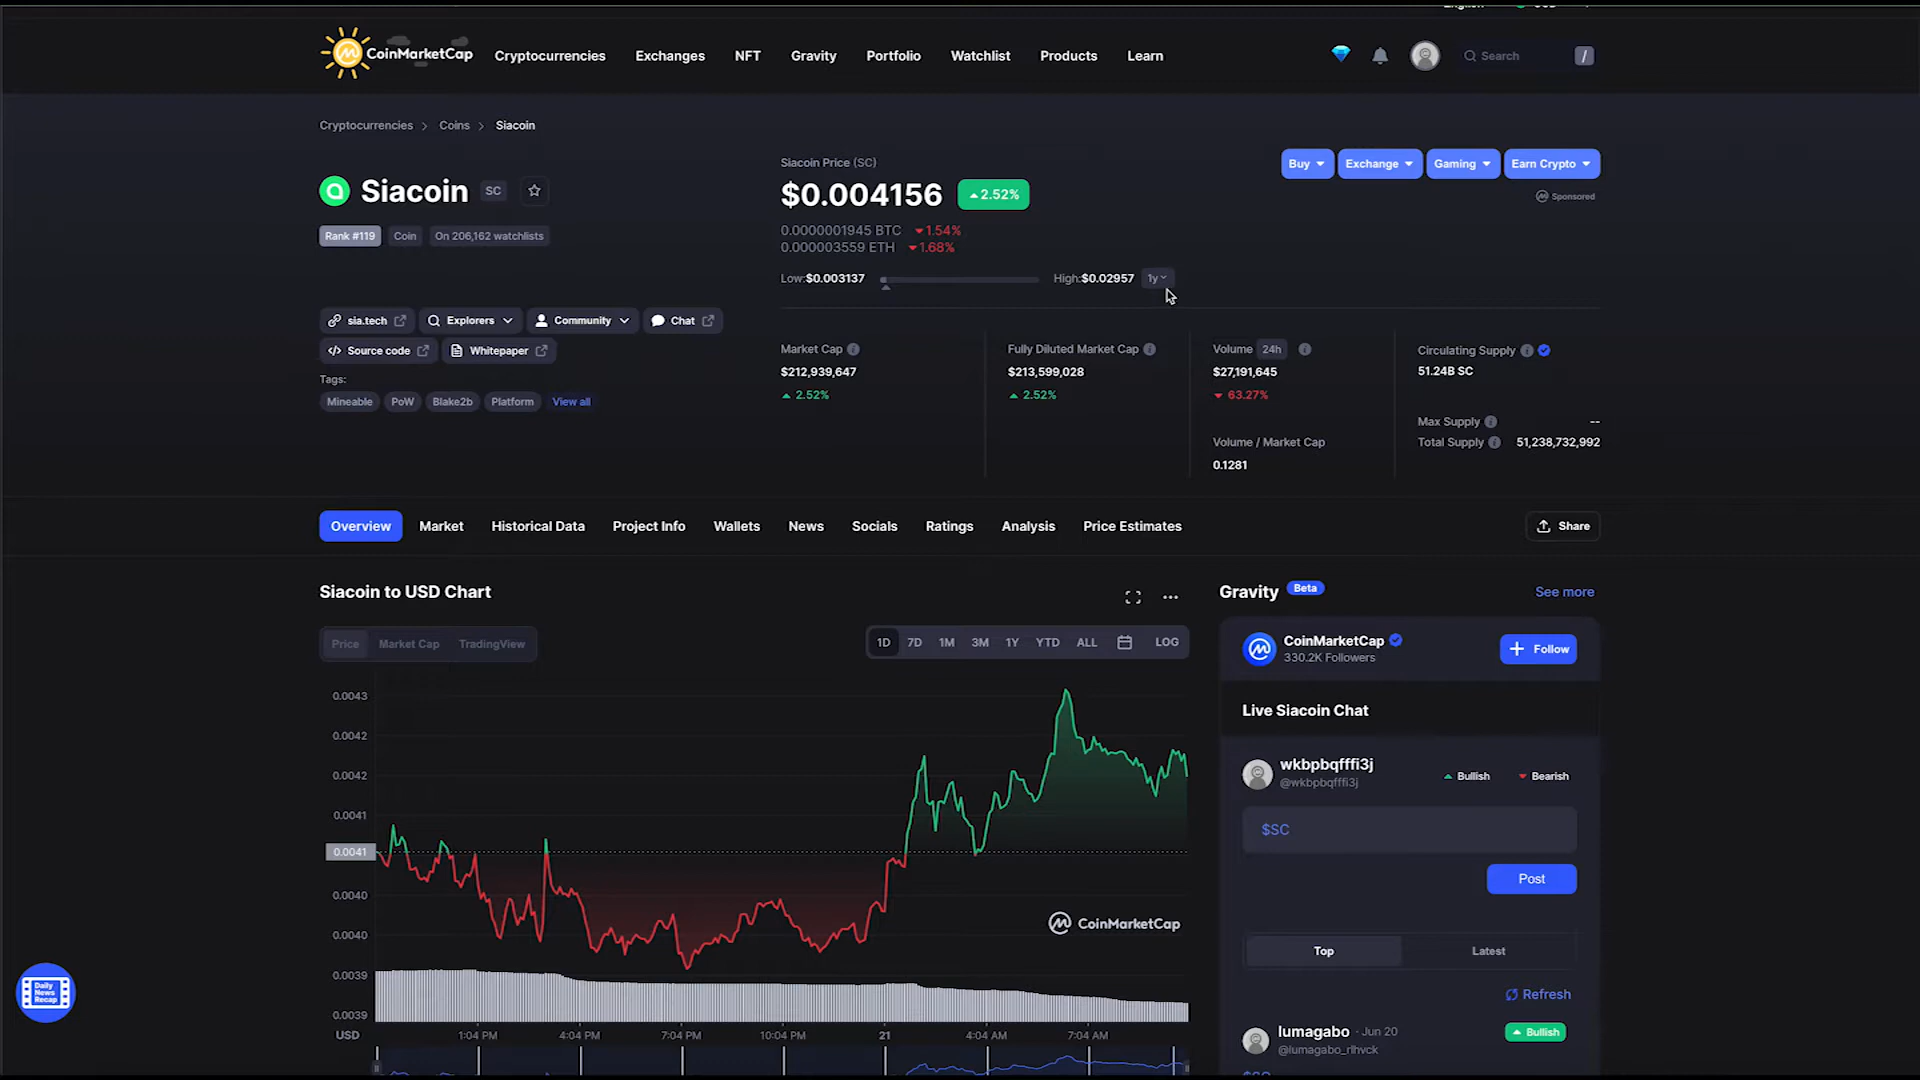 CoinMarketCap Cryptocurrencies Exchanges NFT Gravity Portfolio Watchlist Products Learn Search /
Cryptocurrencies > Coins > Siacoin
Siacoin SC
Rank #119 Coin On 206,162 watchlists
sia.tech Explorers Community Chat
Source code Whitepaper
Tags:
Mineable PoW Blake2b Platform View all
Siacoin Price (SC)
$0.004156 2.52%
0.0000001945 BTC 1.54%
0.000003559 ETH 1.68%
Low:$0.003137 High:$0.02957 1y
Buy Exchange Gaming Earn Crypto
Sponsored
Market Cap
$212,939,647
2.52%
Fully Diluted Market Cap
$213,599,028
2.52%
Volume 24h
$27,191,645
63.27%
Volume / Market Cap
0.1281
Circulating Supply
51.24B SC
Max Supply --
Total Supply 51,238,732,992
Overview Market Historical Data Project Info Wallets News Socials Ratings Analysis Price Estimates Share
Siacoin to USD Chart
Price Market Cap TradingView 1D 7D 1M 3M 1Y YTD ALL LOG
0.0043
0.0042
0.0042
0.0041
0.0041
0.0040
0.0040
0.0039
0.0039
CoinMarketCap
USD 1:04 PM 4:04 PM 7:04 PM 10:04 PM 21 4:04 AM 7:04 AM
Gravity Beta See more
CoinMarketCap
330.2K Followers
Follow
Live Siacoin Chat
wkbpbqfffi3j
@wkbpbqfffi3j
Bullish Bearish
$SC
Post
Top Latest
Refresh
lumagabo · Jun 20
@lumagabo_rlhvck
Bullish
Daily
News
Recap